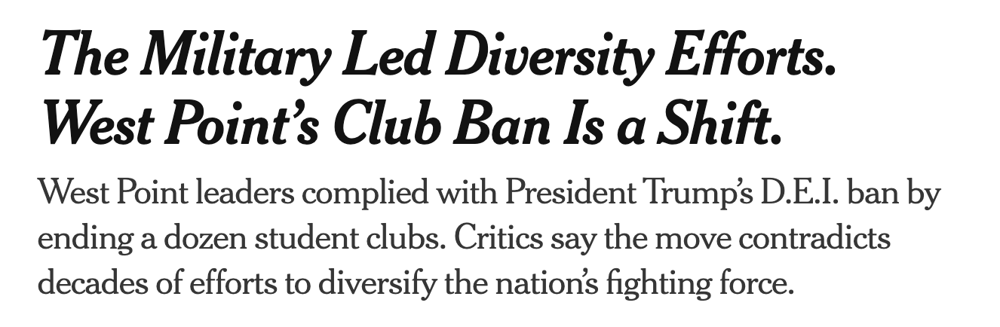 The Military Led Diversity Efforts.
West Point’s Club Ban Is a Shift.
West Point leaders complied with President Trump’s D.E.I. ban by
ending a dozen student clubs. Critics say the move contradicts
decades of efforts to diversify the nation’s fighting force.